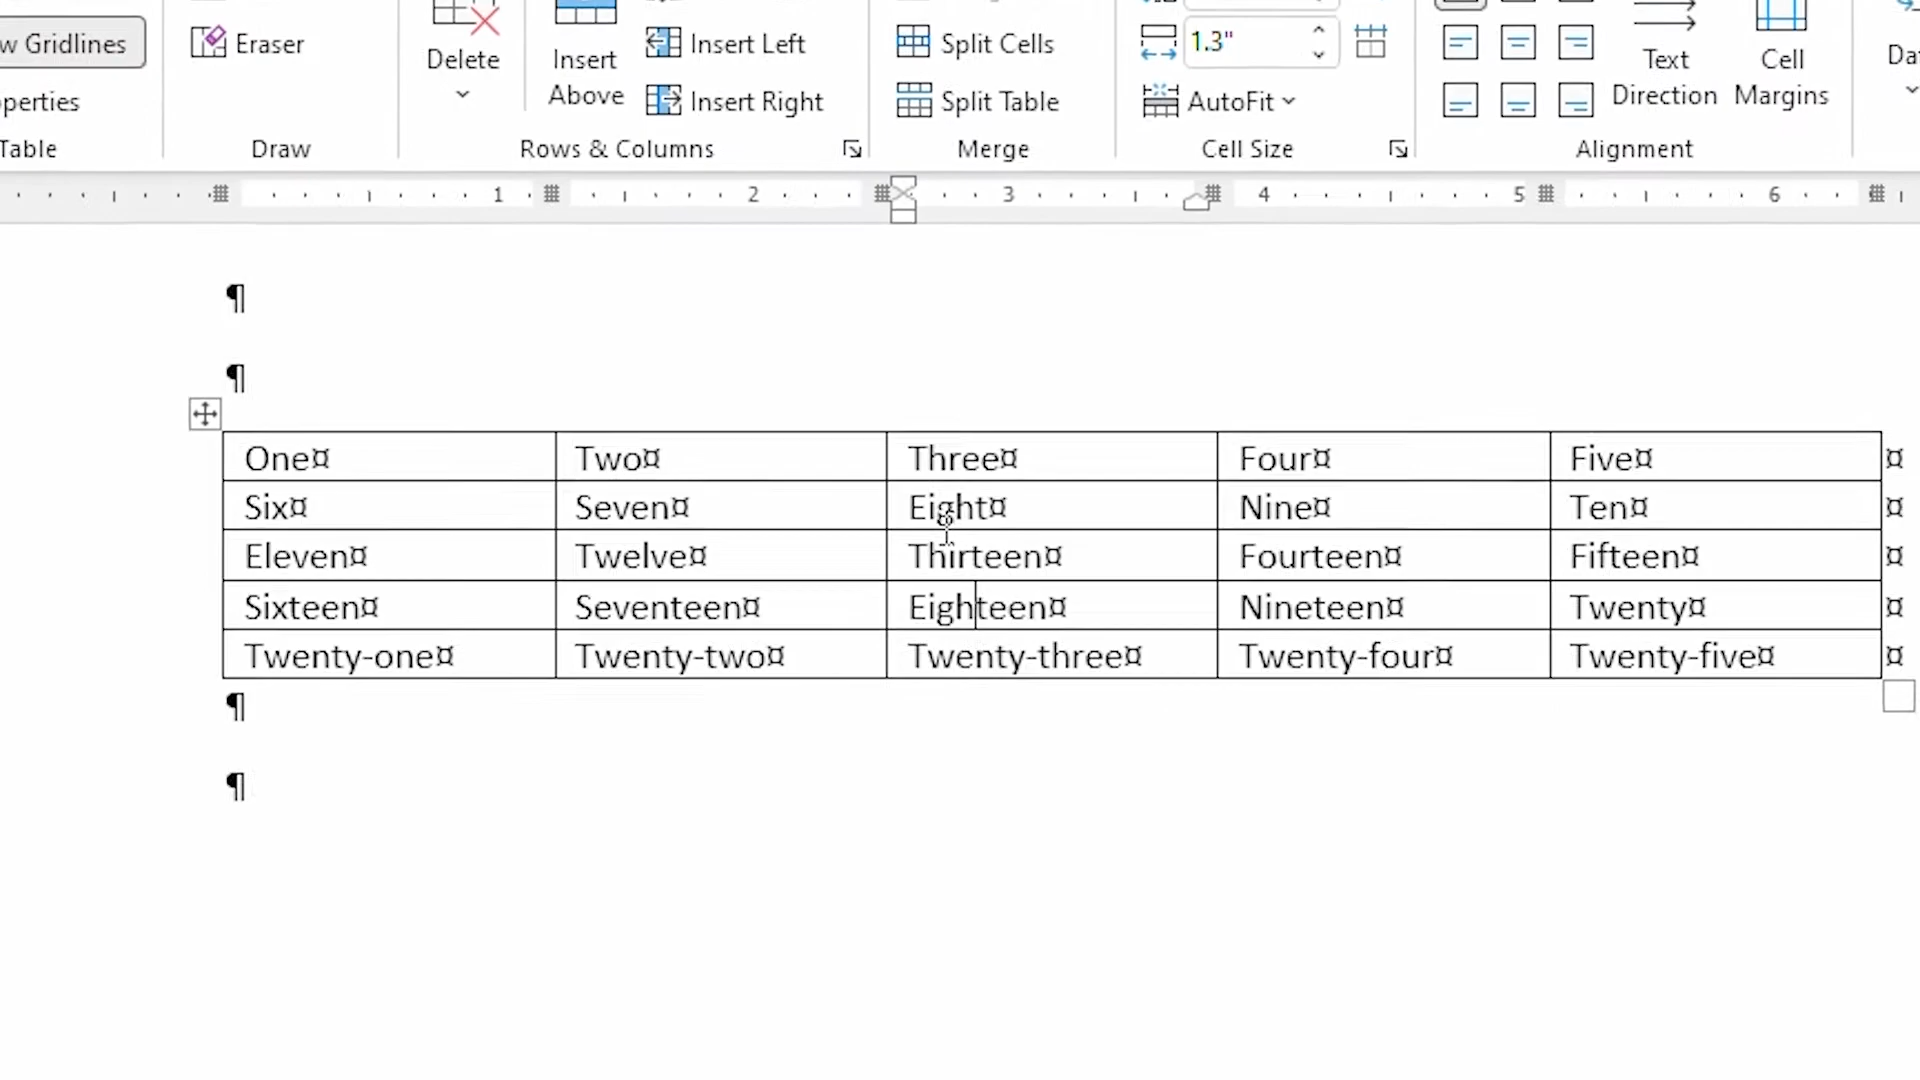 w Gridlines
Eraser
Delete
Insert
Above
Insert Left
Insert Right
Split Cells
Split Table
1.3"
AutoFit
Text
Direction
Cell
Margins
Dat
perties
Table
Draw
Rows & Columns
Merge
Cell Size
Alignment
1 2 3 4 5 6
¶
¶
One¤ Two¤ Three¤ Four¤ Five¤ ¤
Six¤ Seven¤ Eight¤ Nine¤ Ten¤ ¤
Eleven¤ Twelve¤ Thirteen¤ Fourteen¤ Fifteen¤ ¤
Sixteen¤ Seventeen¤ Eighteen¤ Nineteen¤ Twenty¤ ¤
Twenty-one¤ Twenty-two¤ Twenty-three¤ Twenty-four¤ Twenty-five¤ ¤
¶
¶